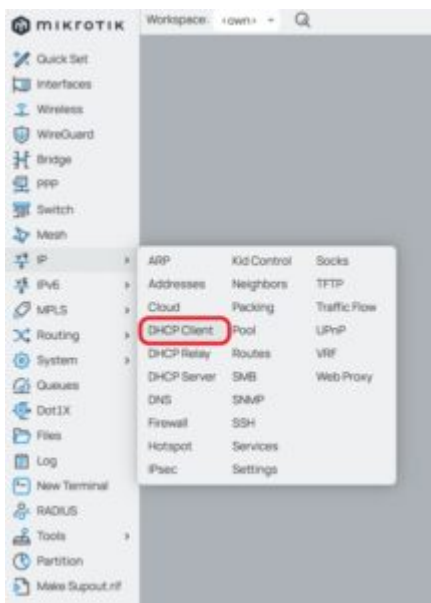 mikrotik
Workspace: <own>
Quick Set
Interfaces
Wireless
WireGuard
Bridge
PPP
Switch
Mesh
IP
IPv6
MPLS
Routing
System
Queues
Dot1X
Files
Log
New Terminal
RADIUS
Tools
Partition
Make Supout.rif
ARP
Addresses
Cloud
DHCP Client
DHCP Relay
DHCP Server
DNS
Firewall
Hotspot
IPsec
Kid Control
Neighbors
Packing
Pool
Routes
SMB
SNMP
SSH
Services
Settings
Socks
TFTP
Traffic Flow
UPnP
VRF
Web Proxy